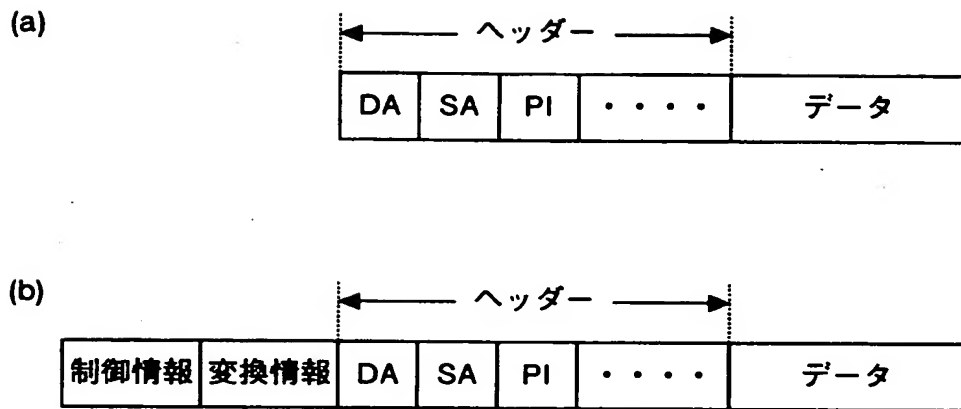 (a)
ヘッダー
DA SA PI ・・・・ データ
(b)
ヘッダー
制御情報 変換情報 DA SA PI ・・・・ データ